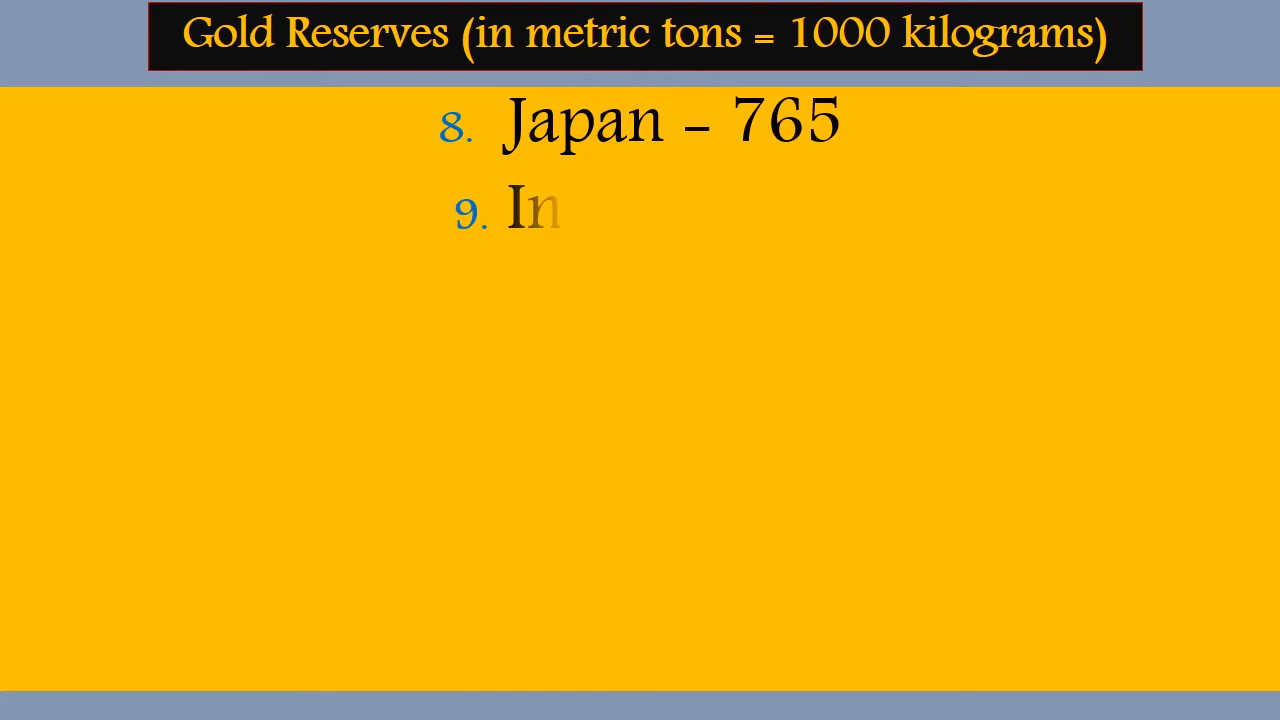 Gold Reserves (in metric tons = 1000 kilograms)
8. Japan – 765
9. In